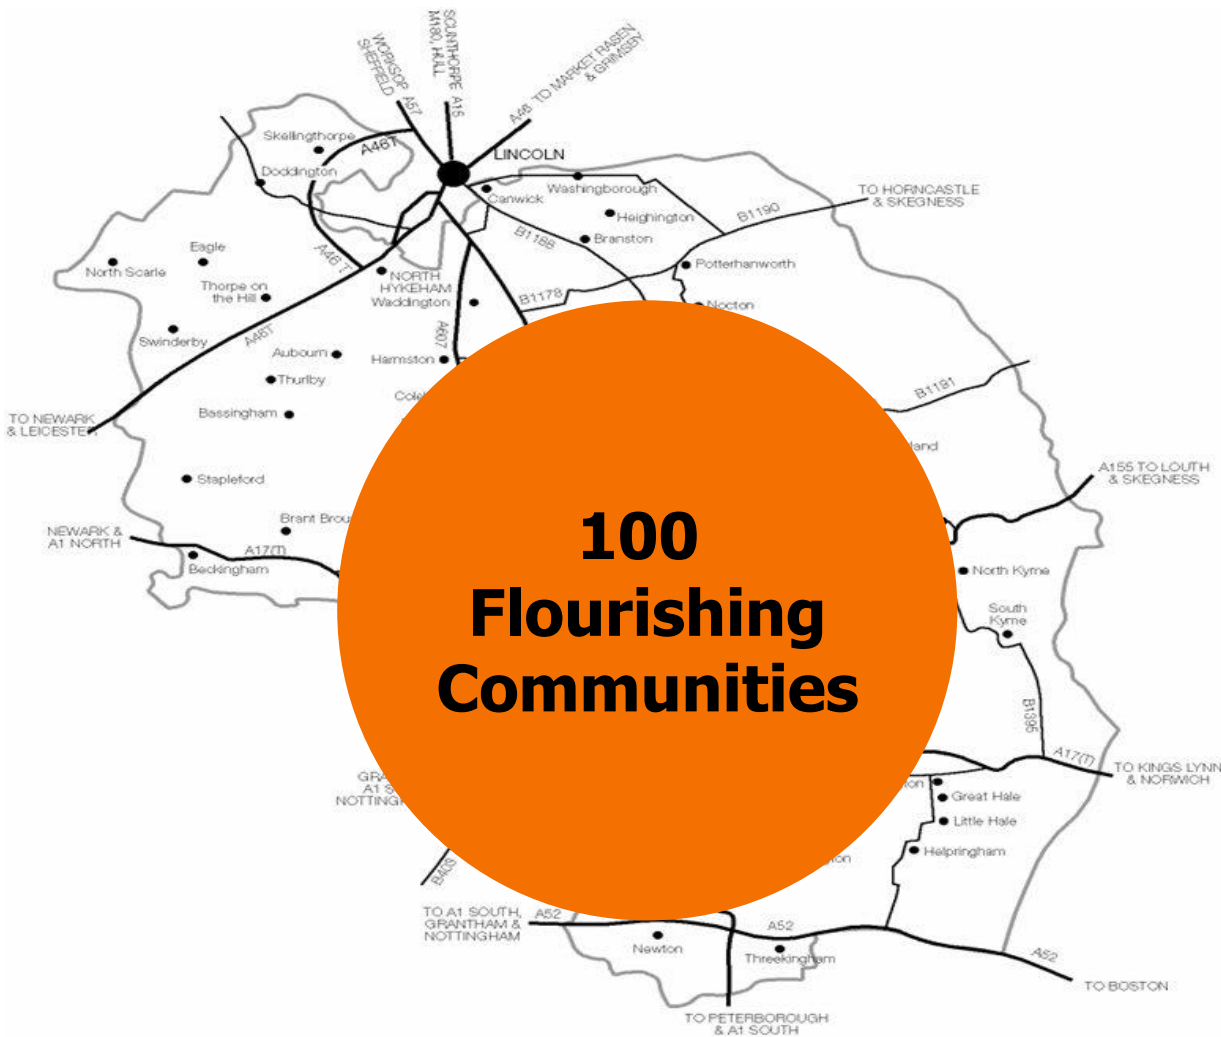 WORKSOP A57
SHEFFIELD
SCUNTHORPE A15
M180, HULL
A46 TO MARKET RASEN
& GRIMSBY
Skellingthorpe
A46T
LINCOLN
Doddington
Canwick
Washingborough
TO HORNCASTLE
& SKEGNESS
Heighington
B1190
B1188
Branston
Eagle
A46 T
North Scarle
NORTH
HYKEHAM
Potterhanworth
Thorpe on
the Hill
Waddington
B1178
Nocton
Swinderby
A46T
A607
Aubourn
Harmston
Thurlby
B1191
Bassingham
TO NEWARK
& LEICESTER
A155 TO LOUTH
& SKEGNESS
Stapleford
NEWARK &
A1 NORTH
A17(T)
Beckingham
100
Flourishing
Communities
North Kyme
South
Kyme
B1395
A17(T)
TO KINGS LYNN
& NORWICH
Great Hale
Little Hale
Helpringham
TO A1 SOUTH,
GRANTHAM &
NOTTINGHAM
A52
A52
Newton
Threekingham
A52
TO BOSTON
TO PETERBOROUGH
& A1 SOUTH